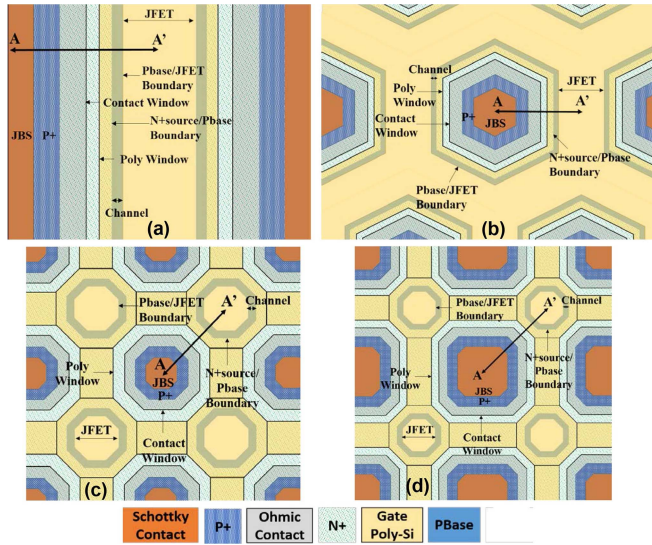 A
A'
JFET
Pbase/JFET
Boundary
Contact Window
JBS
P+
N+source/Pbase
Boundary
Poly Window
Channel
(a)
Channel
Poly
Window
Contact
Window
A
A'
P+
JBS
JFET
N+source/Pbase
Boundary
Pbase/JFET
Boundary
(b)
Pbase/JFET
Boundary
A'
Channel
Poly
Window
A
JBS
P+
N+source/
Pbase
Boundary
JFET
Contact
Window
(c)
Pbase/JFET
Boundary
A'
Channel
Poly
Window
A
JBS
P+
N+source/
Pbase
Boundary
JFET
Contact
Window
(d)
Schottky
Contact
P+
Ohmic
Contact
N+
Gate
Poly-Si
PBase